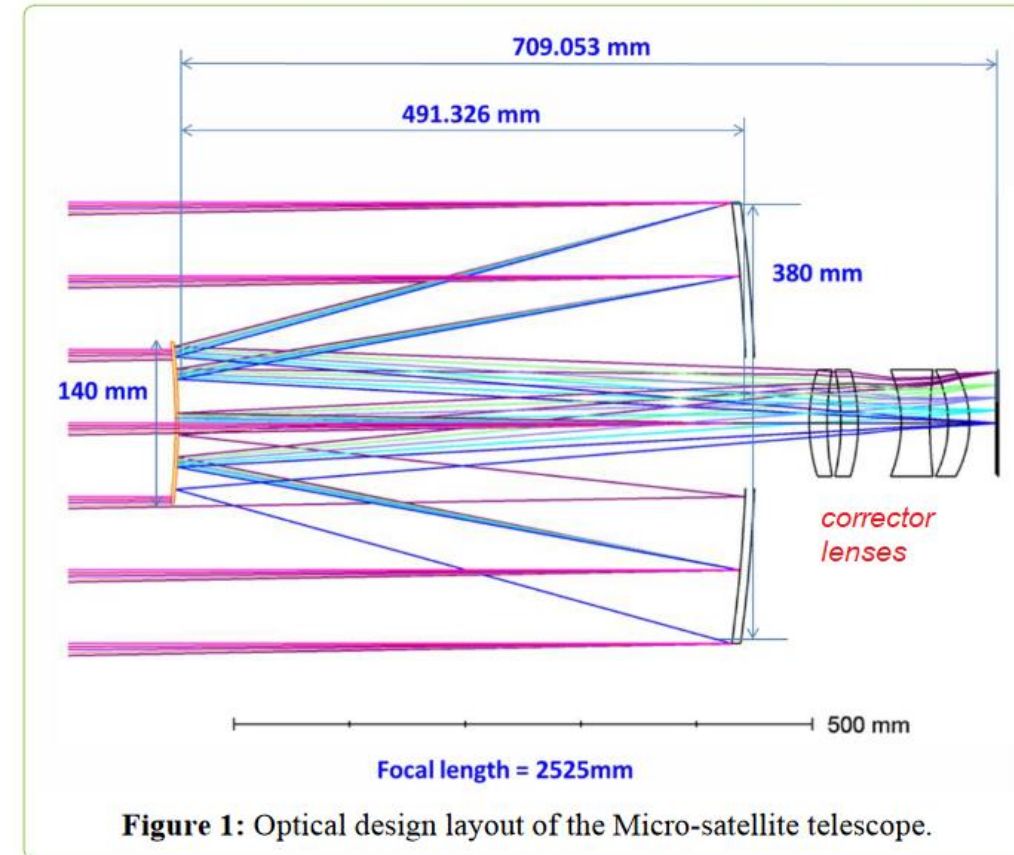 709.053 mm
491.326 mm
380 mm
140 mm
corrector
lenses
500 mm
Focal length = 2525mm
Figure 1: Optical design layout of the Micro-satellite telescope.